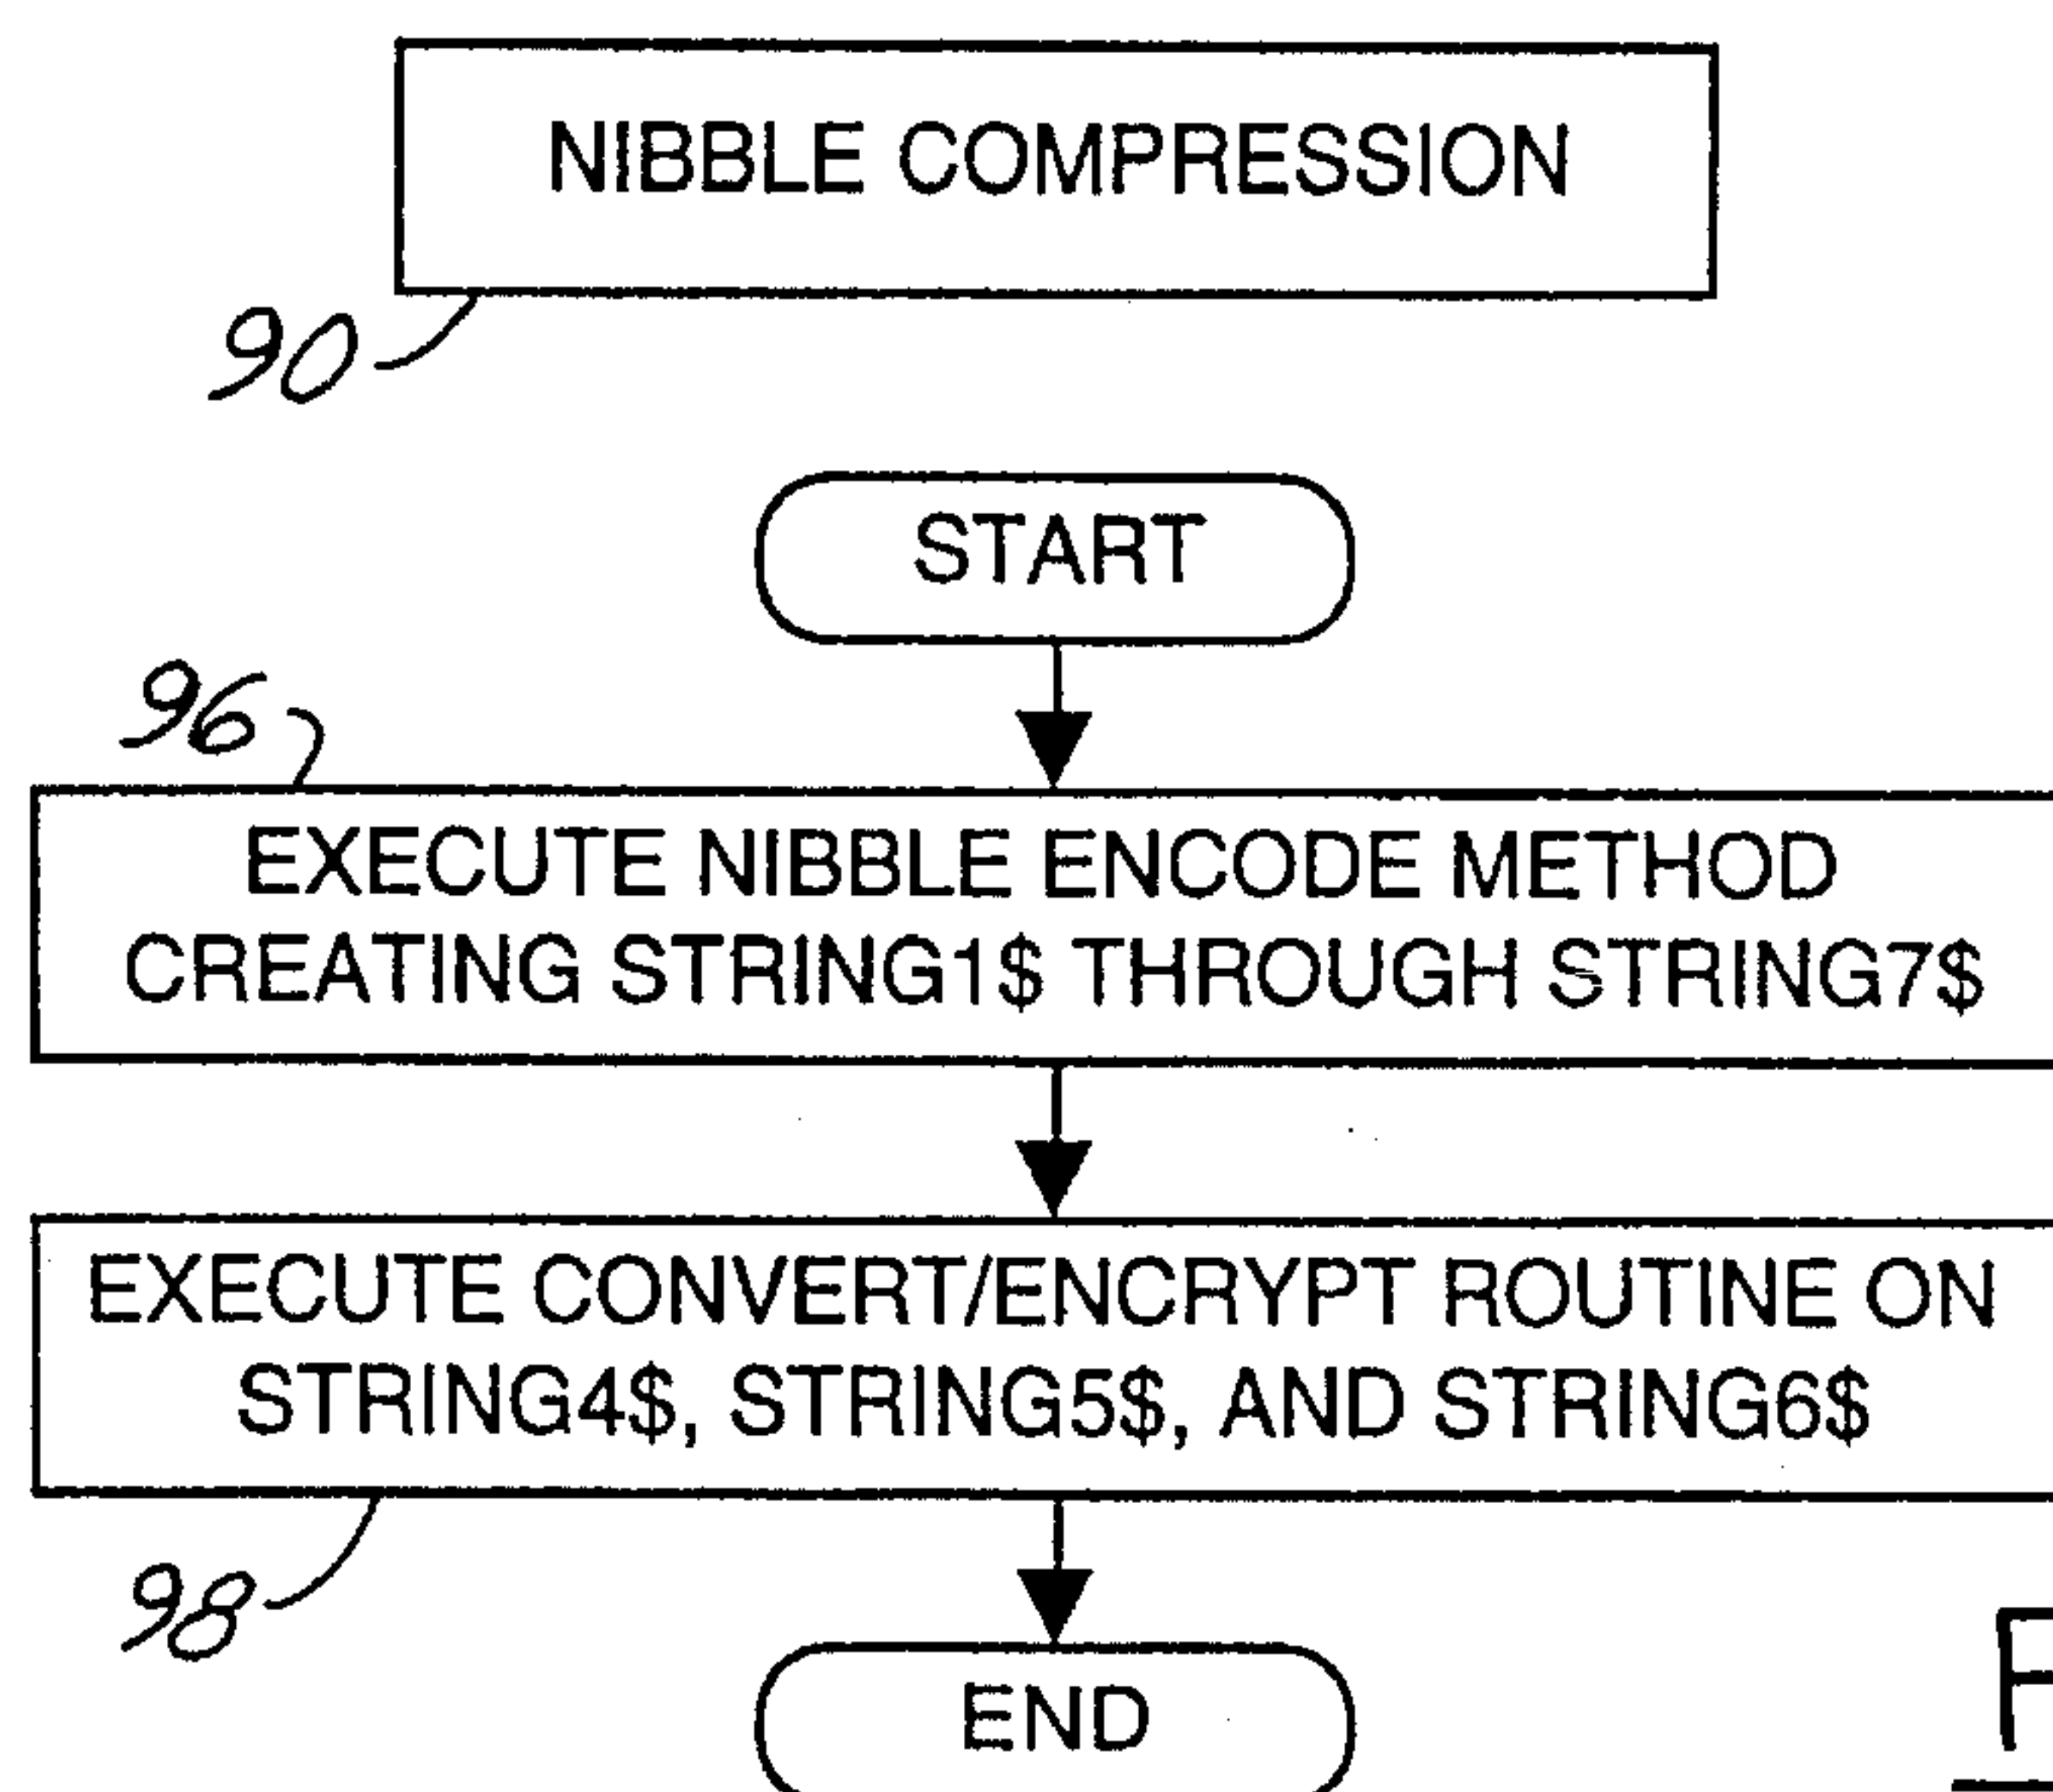 NIBBLE COMPRESSION
90
START
96
EXECUTE NIBBLE ENCODE METHOD
CREATING STRING1$ THROUGH STRING7$
EXECUTE CONVERT/ENCRYPT ROUTINE ON
STRING4$, STRING5$, AND STRING6$
98
END